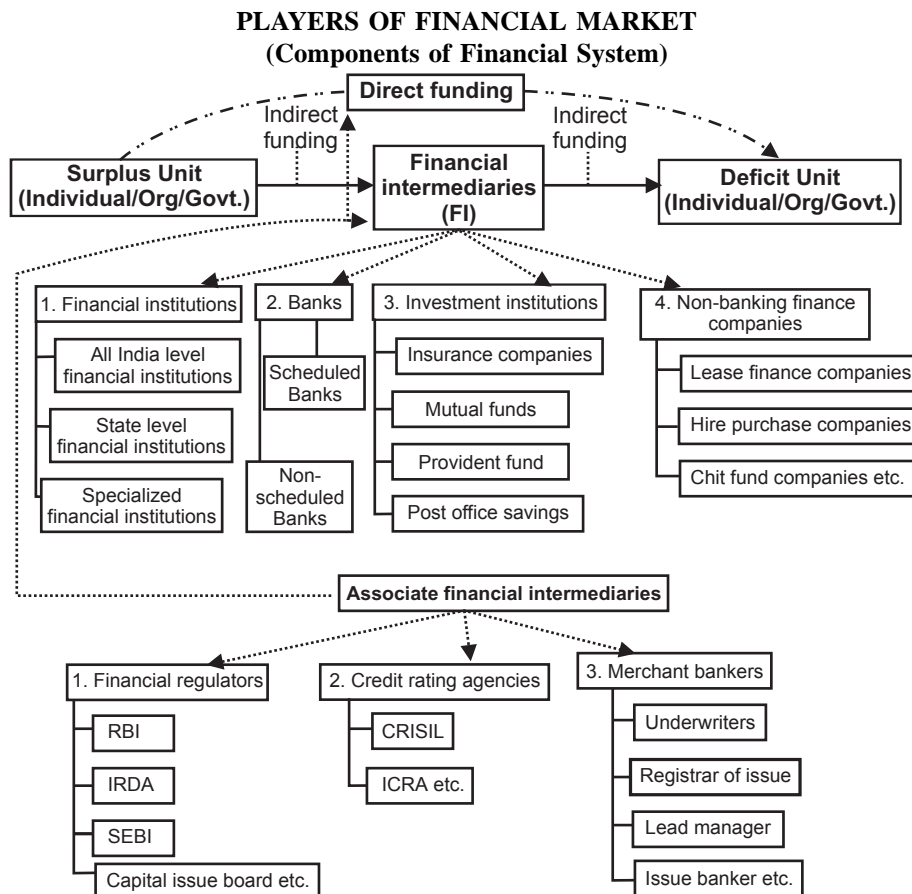 PLAYERS OF FINANCIAL MARKET
(Components of Financial System)
Direct funding
Indirect
funding
Indirect
funding
Surplus Unit
(Individual/Org/Govt.)
Financial
intermediaries
(FI)
Deficit Unit
(Individual/Org/Govt.)
1. Financial institutions
All India level
financial institutions
State level
financial institutions
Specialized
financial institutions
2. Banks
Scheduled
Banks
Non-
scheduled
Banks
3. Investment institutions
Insurance companies
Mutual funds
Provident fund
Post office savings
4. Non-banking finance
companies
Lease finance companies
Hire purchase companies
Chit fund companies etc.
Associate financial intermediaries
1. Financial regulators
RBI
IRDA
SEBI
Capital issue board etc.
2. Credit rating agencies
CRISIL
ICRA etc.
3. Merchant bankers
Underwriters
Registrar of issue
Lead manager
Issue banker etc.